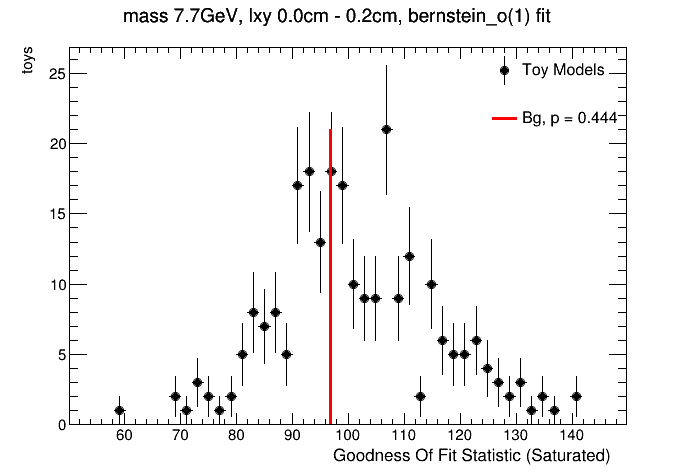 mass 7.7GeV, lxy 0.0cm - 0.2cm, bernstein_o(1) fit
toys
25
20
15
10
5
0
Toy Models
Bg, p = 0.444
60 70 80 90 100 110 120 130 140
Goodness Of Fit Statistic (Saturated)